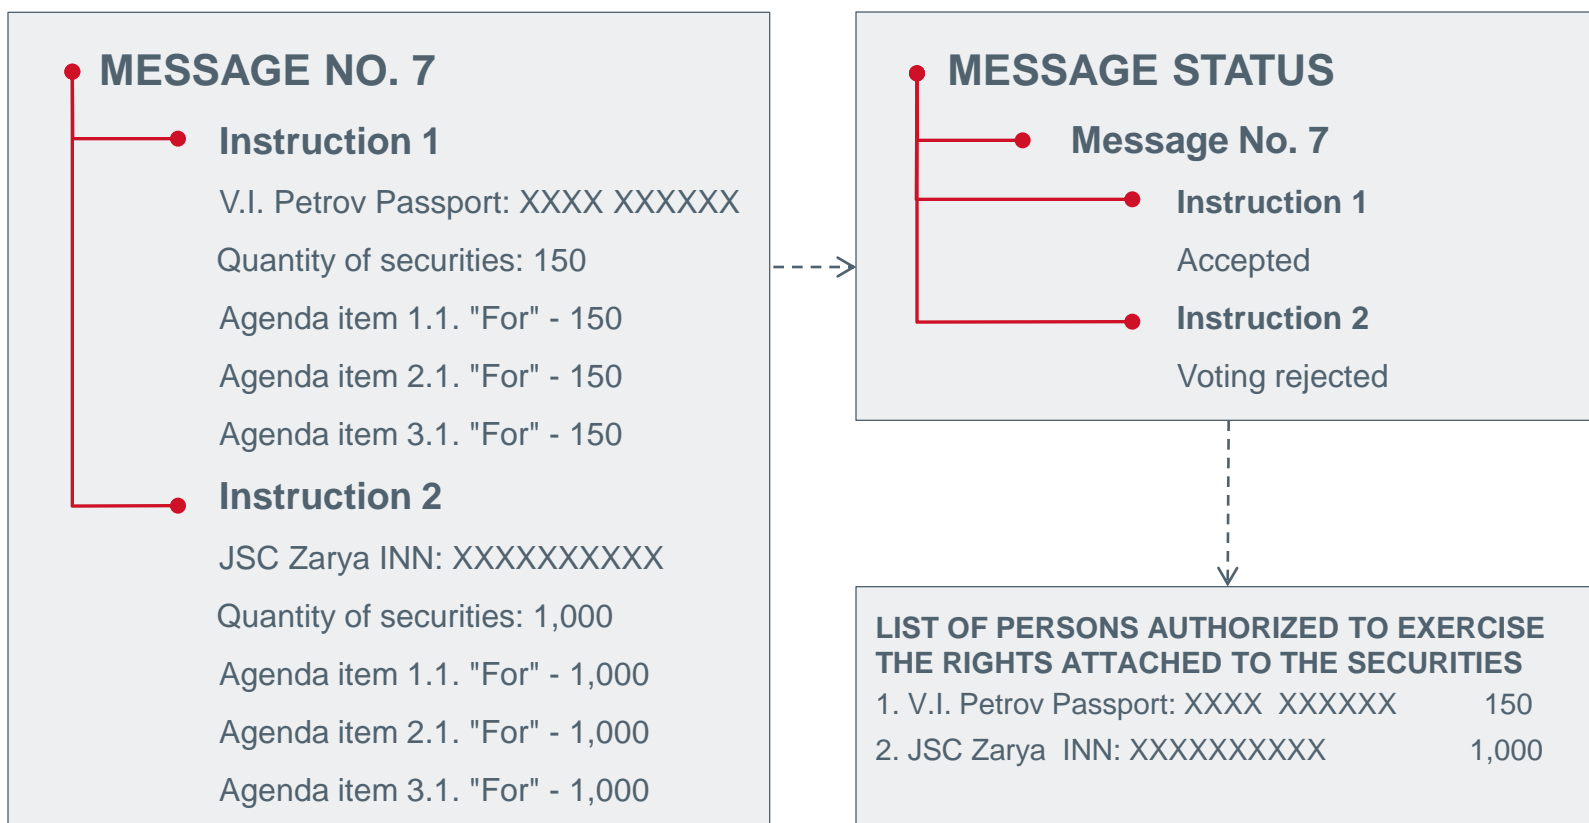 MESSAGE NO. 7
Instruction 1
V.I. Petrov Passport: XXXX XXXXXX
Quantity of securities: 150
Agenda item 1.1. "For" - 150
Agenda item 2.1. "For" - 150
Agenda item 3.1. "For" - 150
Instruction 2
JSC Zarya INN: XXXXXXXXXX
Quantity of securities: 1,000
Agenda item 1.1. "For" - 1,000
Agenda item 2.1. "For" - 1,000
Agenda item 3.1. "For" - 1,000
MESSAGE STATUS
Message No. 7
Instruction 1
Accepted
Instruction 2
Voting rejected
LIST OF PERSONS AUTHORIZED TO EXERCISE
THE RIGHTS ATTACHED TO THE SECURITIES
1. V.I. Petrov Passport: XXXX XXXXXX 150
2. JSC Zarya INN: XXXXXXXXXX 1,000